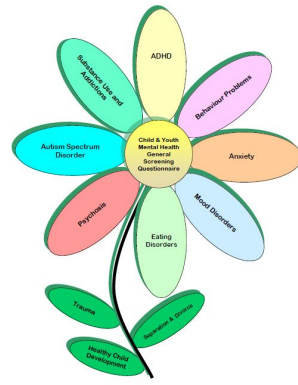 ADHD
Substance Use and
Addictions
Behaviour Problems
Child & Youth
Mental Health
General
Screening
Questionnaire
Autism Spectrum
Disorder
Anxiety
Psychosis
Mood Disorders
Eating
Disorders
Trauma
Separation & Divorce
Healthy Child
Development